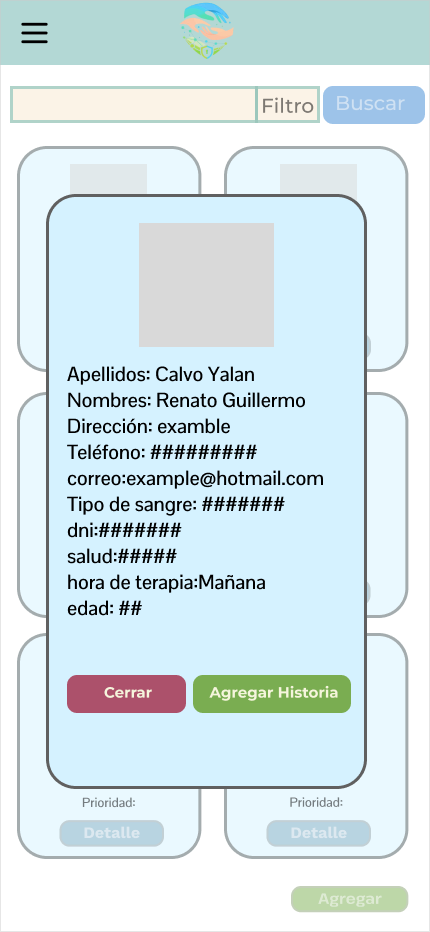 Filtro
Buscar
Apellidos: Calvo Yalan
Nombres: Renato Guillermo
Dirección: examble
Teléfono: #########
correo:example@hotmail.com
Tipo de sangre: #######
dni:#######
salud:#####
hora de terapia:Mañana
edad: ##
Cerrar
Agregar Historia
Prioridad:
Prioridad:
Detalle
Detalle
Agregar